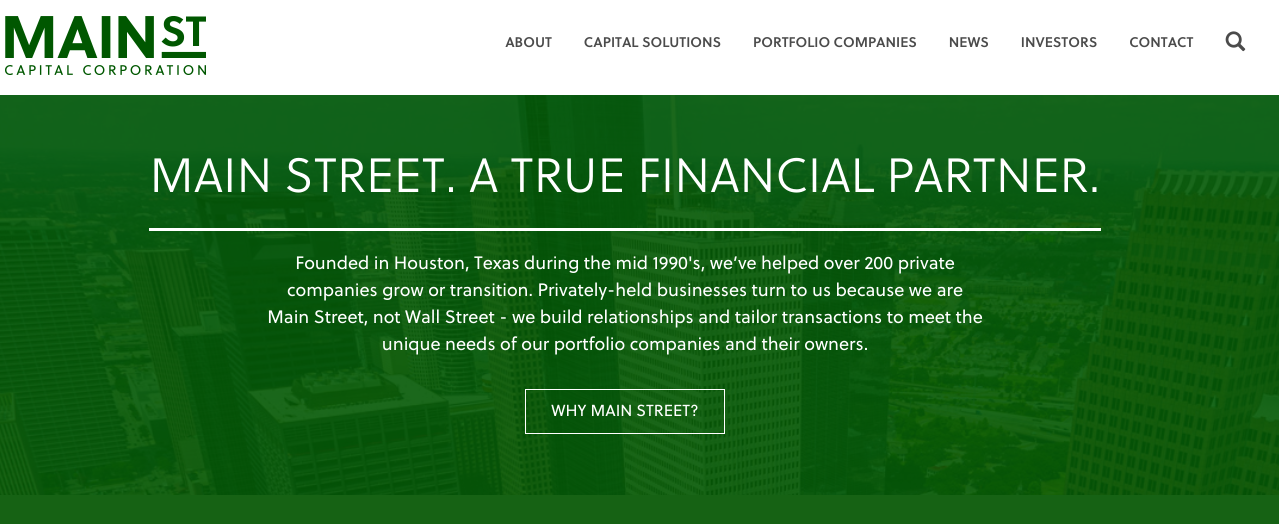 MAIN ST
CAPITAL CORPORATION
ABOUT CAPITAL SOLUTIONS PORTFOLIO COMPANIES NEWS INVESTORS CONTACT
MAIN STREET. A TRUE FINANCIAL PARTNER.
Founded in Houston, Texas during the mid 1990's, we’ve helped over 200 private
companies grow or transition. Privately-held businesses turn to us because we are
Main Street, not Wall Street - we build relationships and tailor transactions to meet the
unique needs of our portfolio companies and their owners.
WHY MAIN STREET?